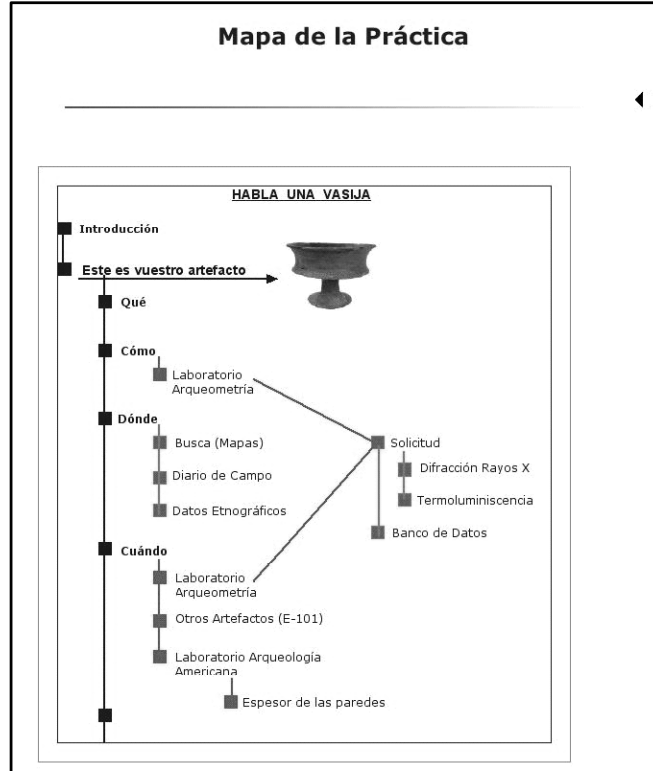 Mapa de la Práctica
HABLA UNA VASIJA
Introducción
Este es vuestro artefacto
Qué
Cómo
Laboratorio
Arqueometría
Dónde
Busca (Mapas)
Diario de Campo
Datos Etnográficos
Solicitud
Difracción Rayos X
Termoluminiscencia
Banco de Datos
Cuándo
Laboratorio
Arqueometría
Otros Artefactos (E-101)
Laboratorio Arqueología
Americana
Espesor de las paredes